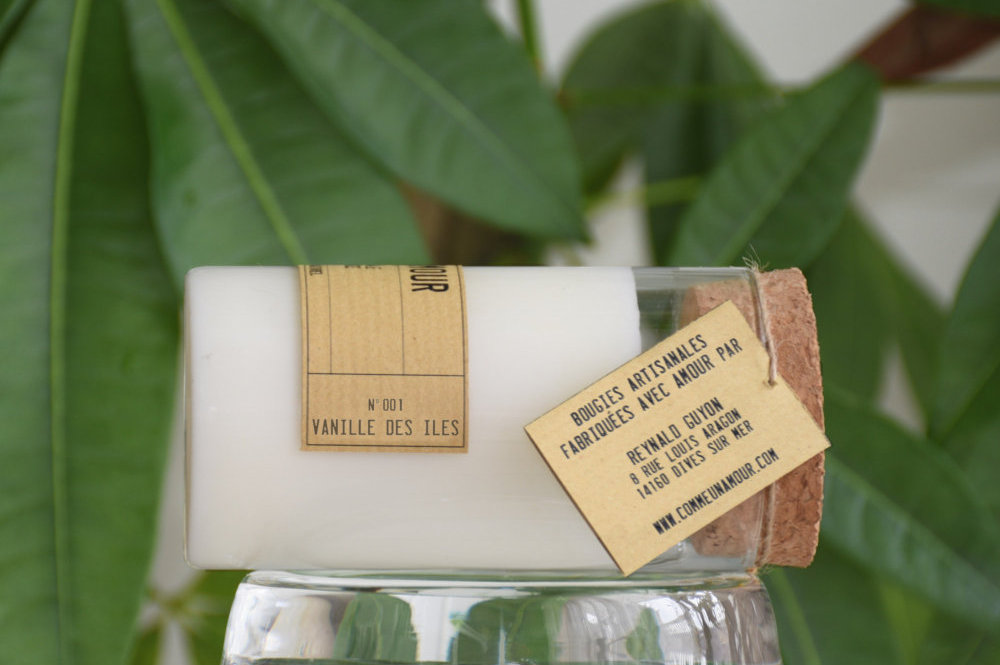 OUR
N°001
VANILLE DES ILES
BOUGIES ARTISANALES
FABRIQUÉES AVEC AMOUR PAR
REYNALD GUYON
8 RUE LOUIS ARAGON
14160 DIVES SUR MER
WWW.COMMEUNAMOUR.COM